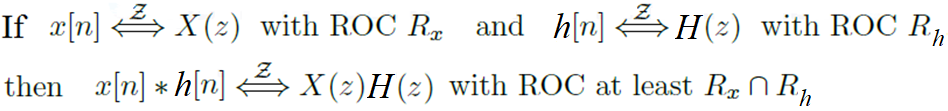 If x[n] ⟺𝒵 X(z) with ROC Rₓ and h[n] ⟺𝒵 H(z) with ROC Rₕ
then x[n] * h[n] ⟺𝒵 X(z)H(z) with ROC at least Rₓ ∩ Rₕ